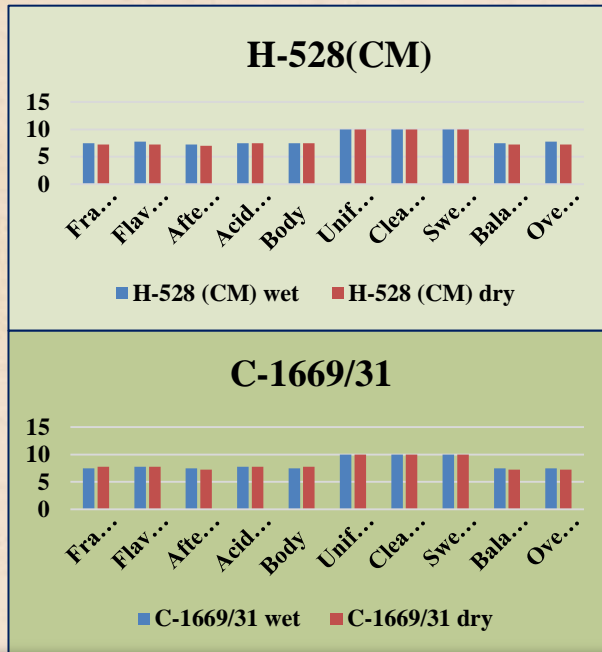 H-528(CM)
15
10
5
0
Fra... Flav... Afte... Acid... Body Unif... Clea... Swe... Bala... Ove...
H-528 (CM) wet H-528 (CM) dry
C-1669/31
15
10
5
0
Fra... Flav... Afte... Acid... Body Unif... Clea... Swe... Bala... Ove...
C-1669/31 wet C-1669/31 dry